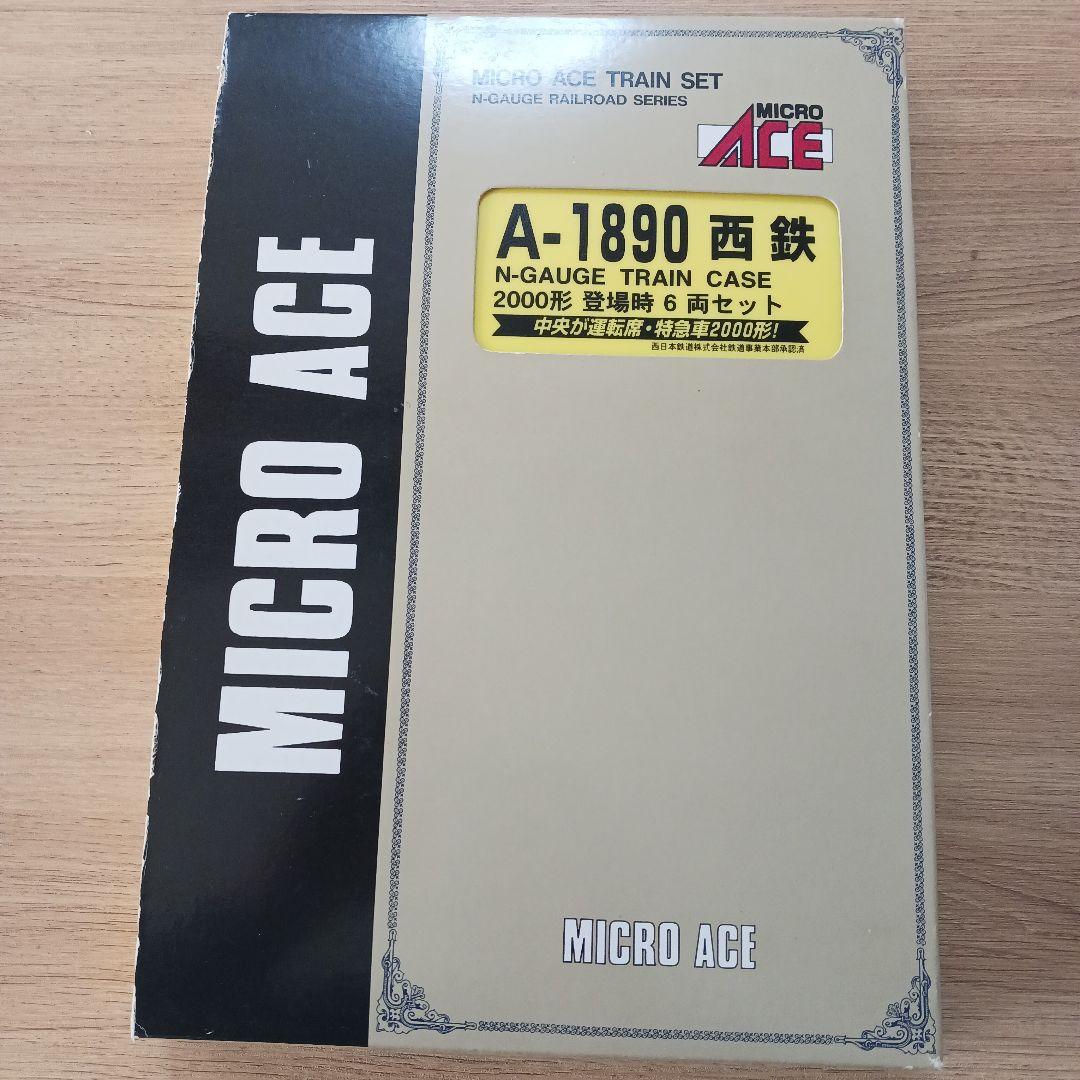 MICRO ACE
MICRO ACE TRAIN SET
N-GAUGE RAILROAD SERIES
MICRO
ACE
A-1890 西鉄
N-GAUGE TRAIN CASE
2000形 登場時 6両セット
中央が運転席・特急車2000形!
西日本鉄道株式会社鉄道事業本部承認済
MICRO ACE